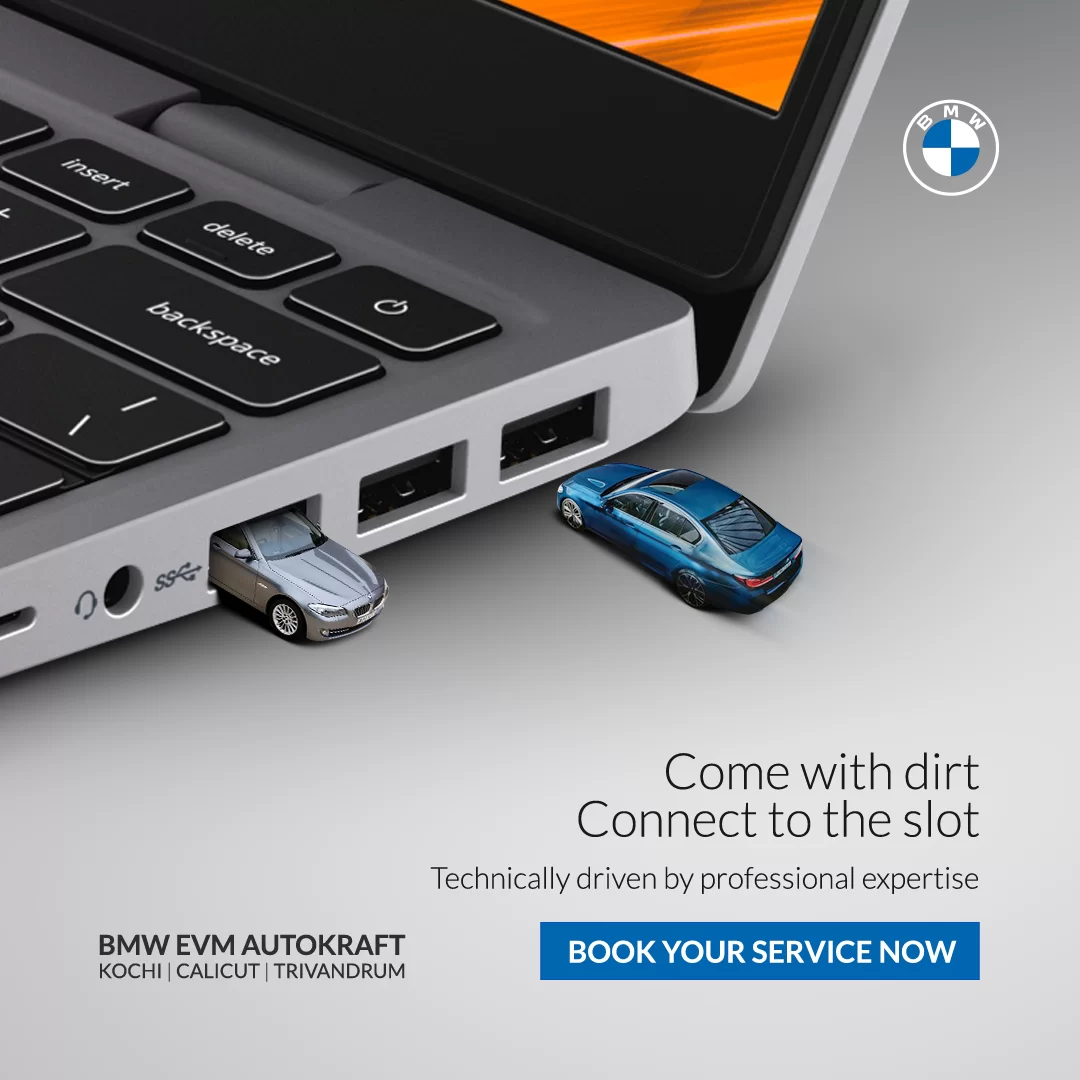 BMW
insert
delete
backspace
SS
Come with dirt
Connect to the slot
Technically driven by professional expertise
BMW EVM AUTOKRAFT
KOCHI | CALICUT | TRIVANDRUM
BOOK YOUR SERVICE NOW